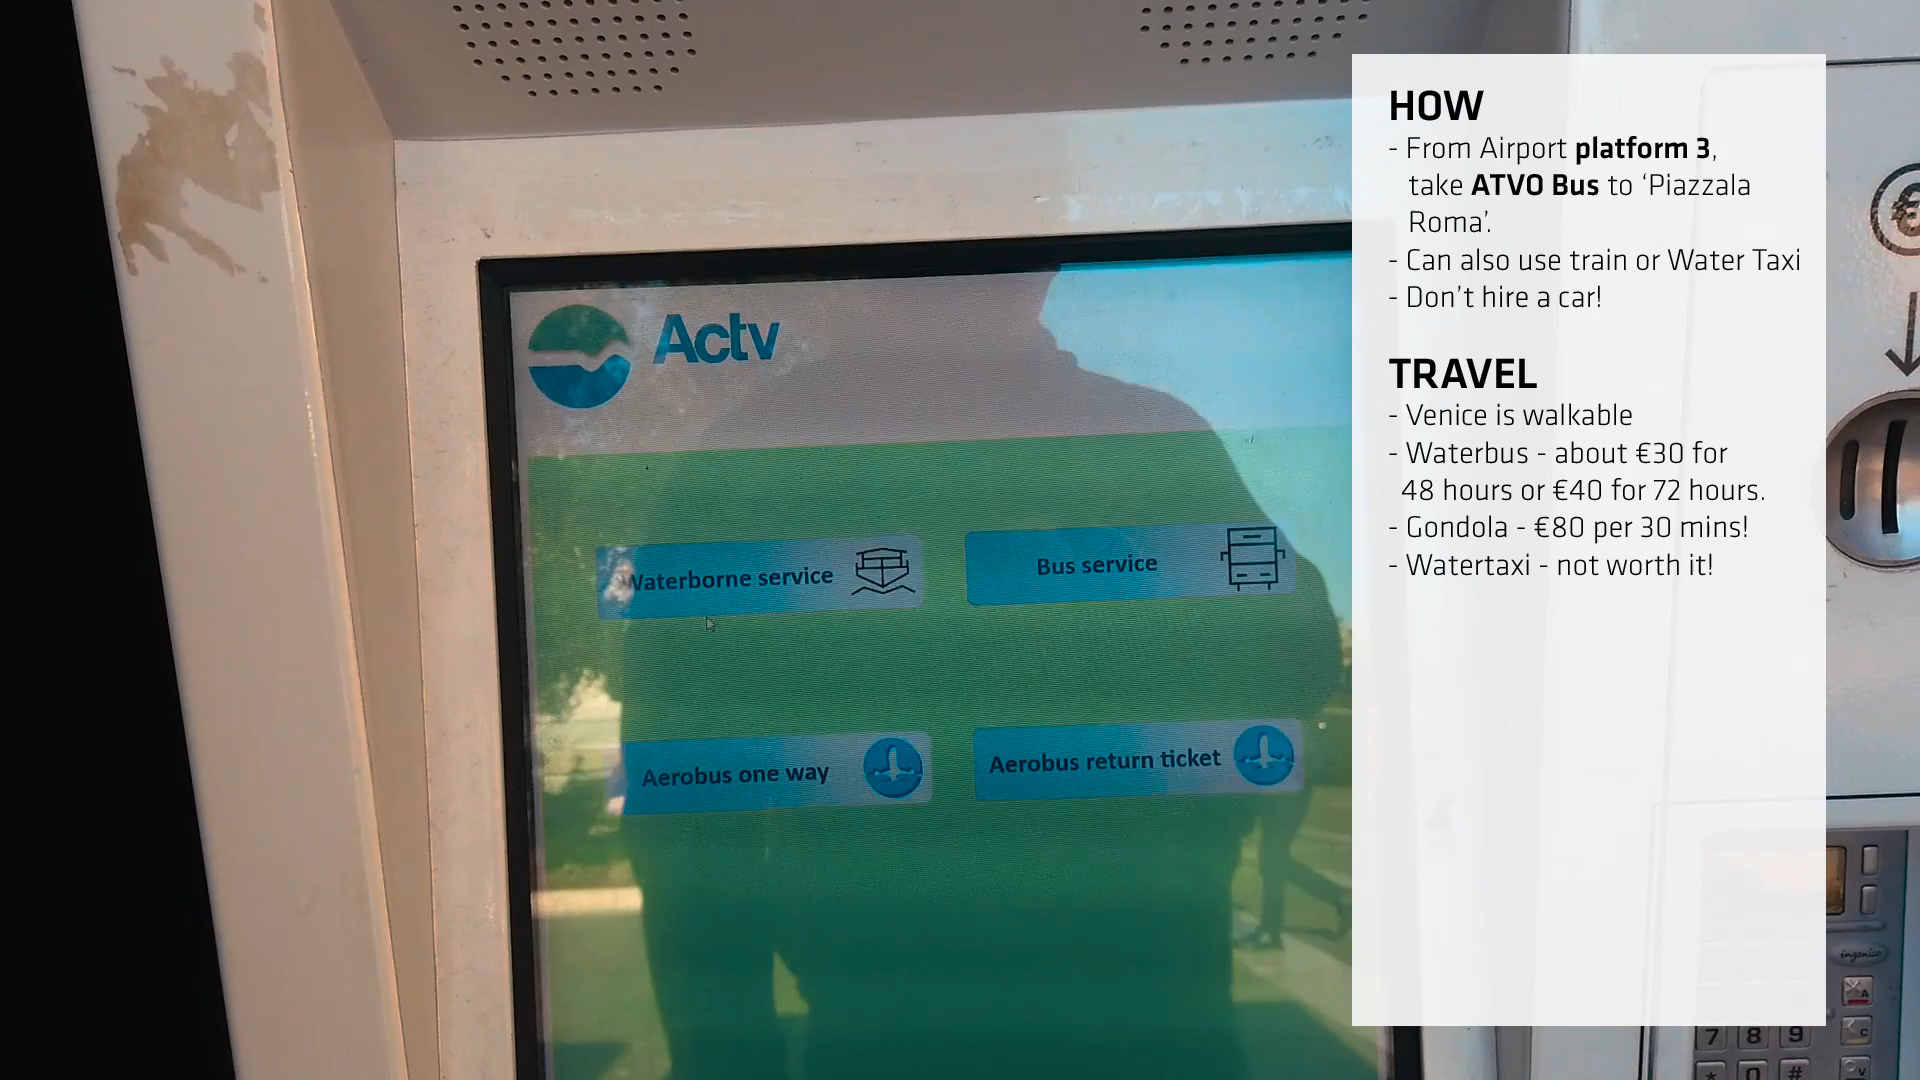 Actv
Waterborne service
Bus service
Aerobus one way
Aerobus return ticket
HOW
- From Airport platform 3,
take ATVO Bus to ‘Piazzala
Roma’.
- Can also use train or Water Taxi
- Don’t hire a car!
TRAVEL
- Venice is walkable
- Waterbus - about €30 for
48 hours or €40 for 72 hours.
- Gondola - €80 per 30 mins!
- Watertaxi - not worth it!
ingenico
A
7 8 9
C
* 0 #
V